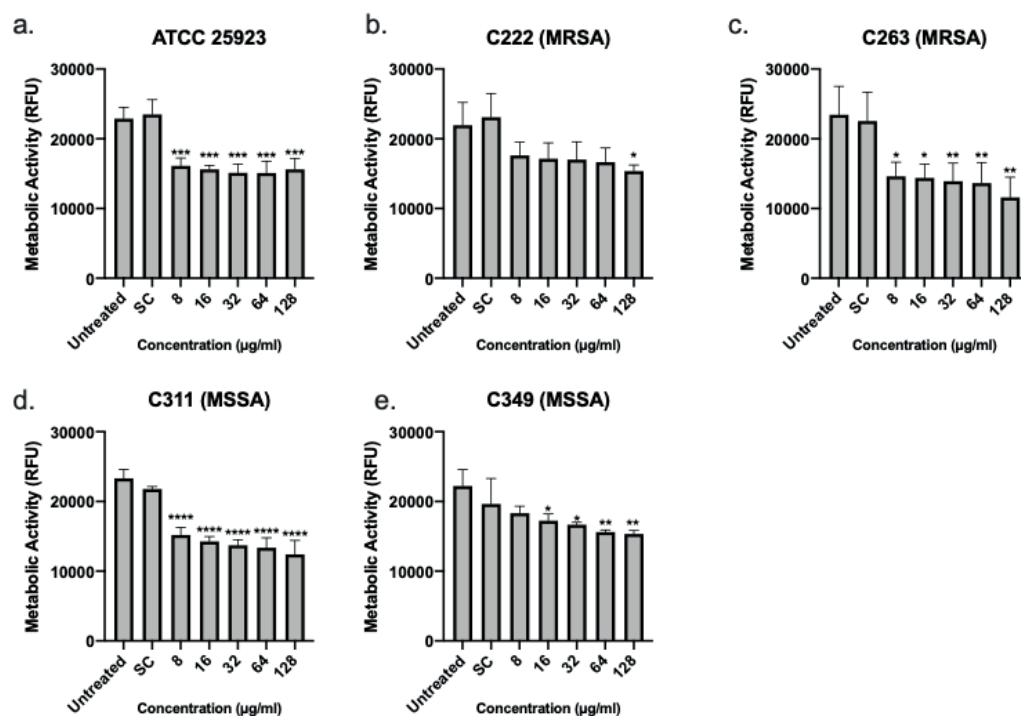 a.
ATCC 25923
Metabolic Activity (RFU)
30000
20000
10000
0
*** *** *** *** ***
Untreated SC 8 16 32 64 128
Concentration (µg/ml)
b.
C222 (MRSA)
Metabolic Activity (RFU)
30000
20000
10000
0
*
Untreated SC 8 16 32 64 128
Concentration (µg/ml)
c.
C263 (MRSA)
Metabolic Activity (RFU)
30000
20000
10000
0
* * ** ** **
Untreated SC 8 16 32 64 128
Concentration (µg/ml)
d.
C311 (MSSA)
Metabolic Activity (RFU)
30000
20000
10000
0
**** **** **** **** ****
Untreated SC 8 16 32 64 128
Concentration (µg/ml)
e.
C349 (MSSA)
Metabolic Activity (RFU)
30000
20000
10000
0
* * ** **
Untreated SC 8 16 32 64 128
Concentration (µg/ml)